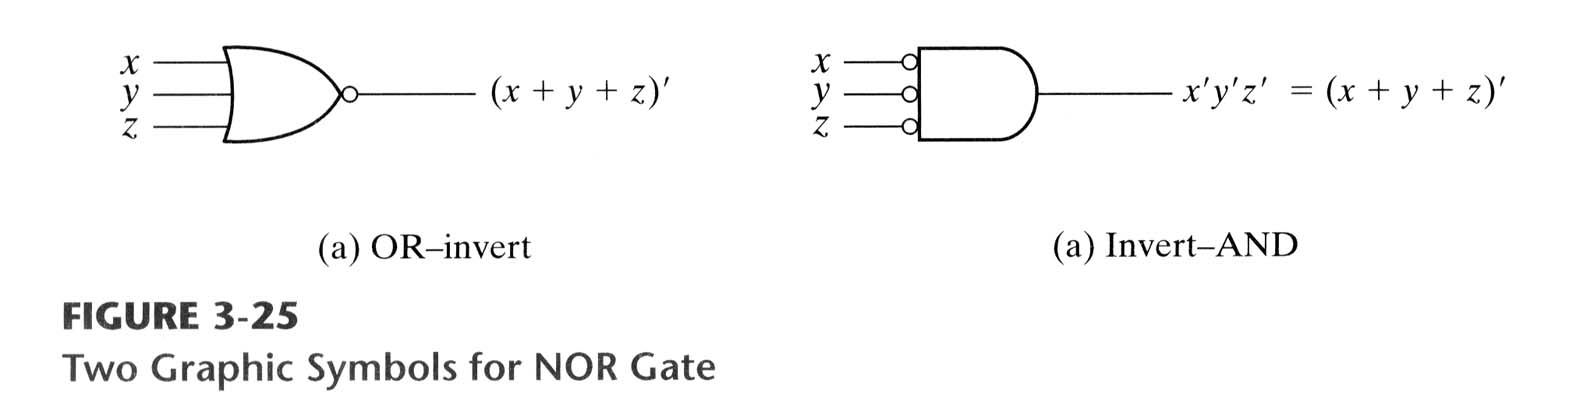 x
y
z
(x + y + z)′
(a) OR–invert
x
y
z
x′y′z′ = (x + y + z)′
(a) Invert–AND
FIGURE 3-25
Two Graphic Symbols for NOR Gate